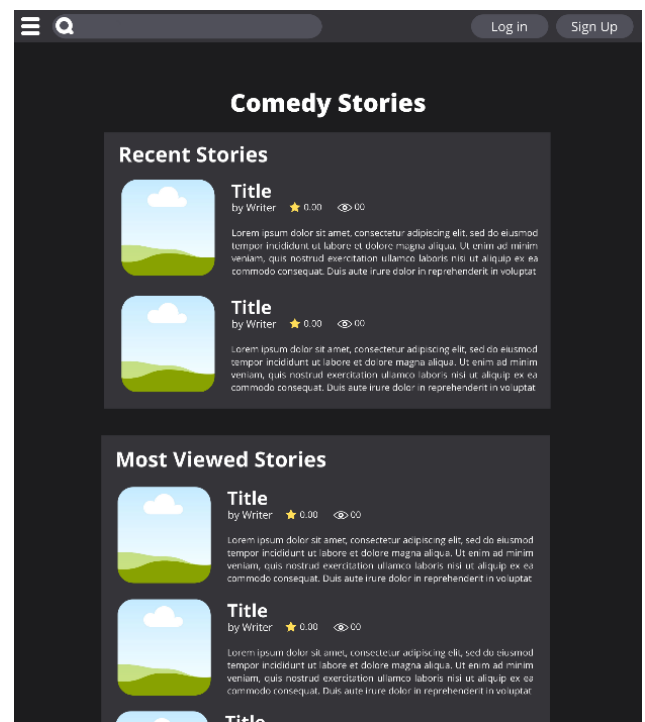 Log in
Sign Up
Comedy Stories
Recent Stories
Title
by Writer 0.00 00
Lorem ipsum dolor sit amet, consectetur adipiscing elit, sed do eiusmod
tempor incididunt ut labore et dolore magna aliqua. Ut enim ad minim
veniam, quis nostrud exercitation ullamco laboris nisi ut aliquip ex ea
commodo consequat. Duis aute irure dolor in reprehenderit in voluptat
Title
by Writer 0.00 00
Lorem ipsum dolor sit amet, consectetur adipiscing elit, sed do eiusmod
tempor incididunt ut labore et dolore magna aliqua. Ut enim ad minim
veniam, quis nostrud exercitation ullamco laboris nisi ut aliquip ex ea
commodo consequat. Duis aute irure dolor in reprehenderit in voluptat
Most Viewed Stories
Title
by Writer 0.00 00
Lorem ipsum dolor sit amet, consectetur adipiscing elit, sed do eiusmod
tempor incididunt ut labore et dolore magna aliqua. Ut enim ad minim
veniam, quis nostrud exercitation ullamco laboris nisi ut aliquip ex ea
commodo consequat. Duis aute irure dolor in reprehenderit in voluptat
Title
by Writer 0.00 00
Lorem ipsum dolor sit amet, consectetur adipiscing elit, sed do eiusmod
tempor incididunt ut labore et dolore magna aliqua. Ut enim ad minim
veniam, quis nostrud exercitation ullamco laboris nisi ut aliquip ex ea
commodo consequat. Duis aute irure dolor in reprehenderit in voluptat
Title